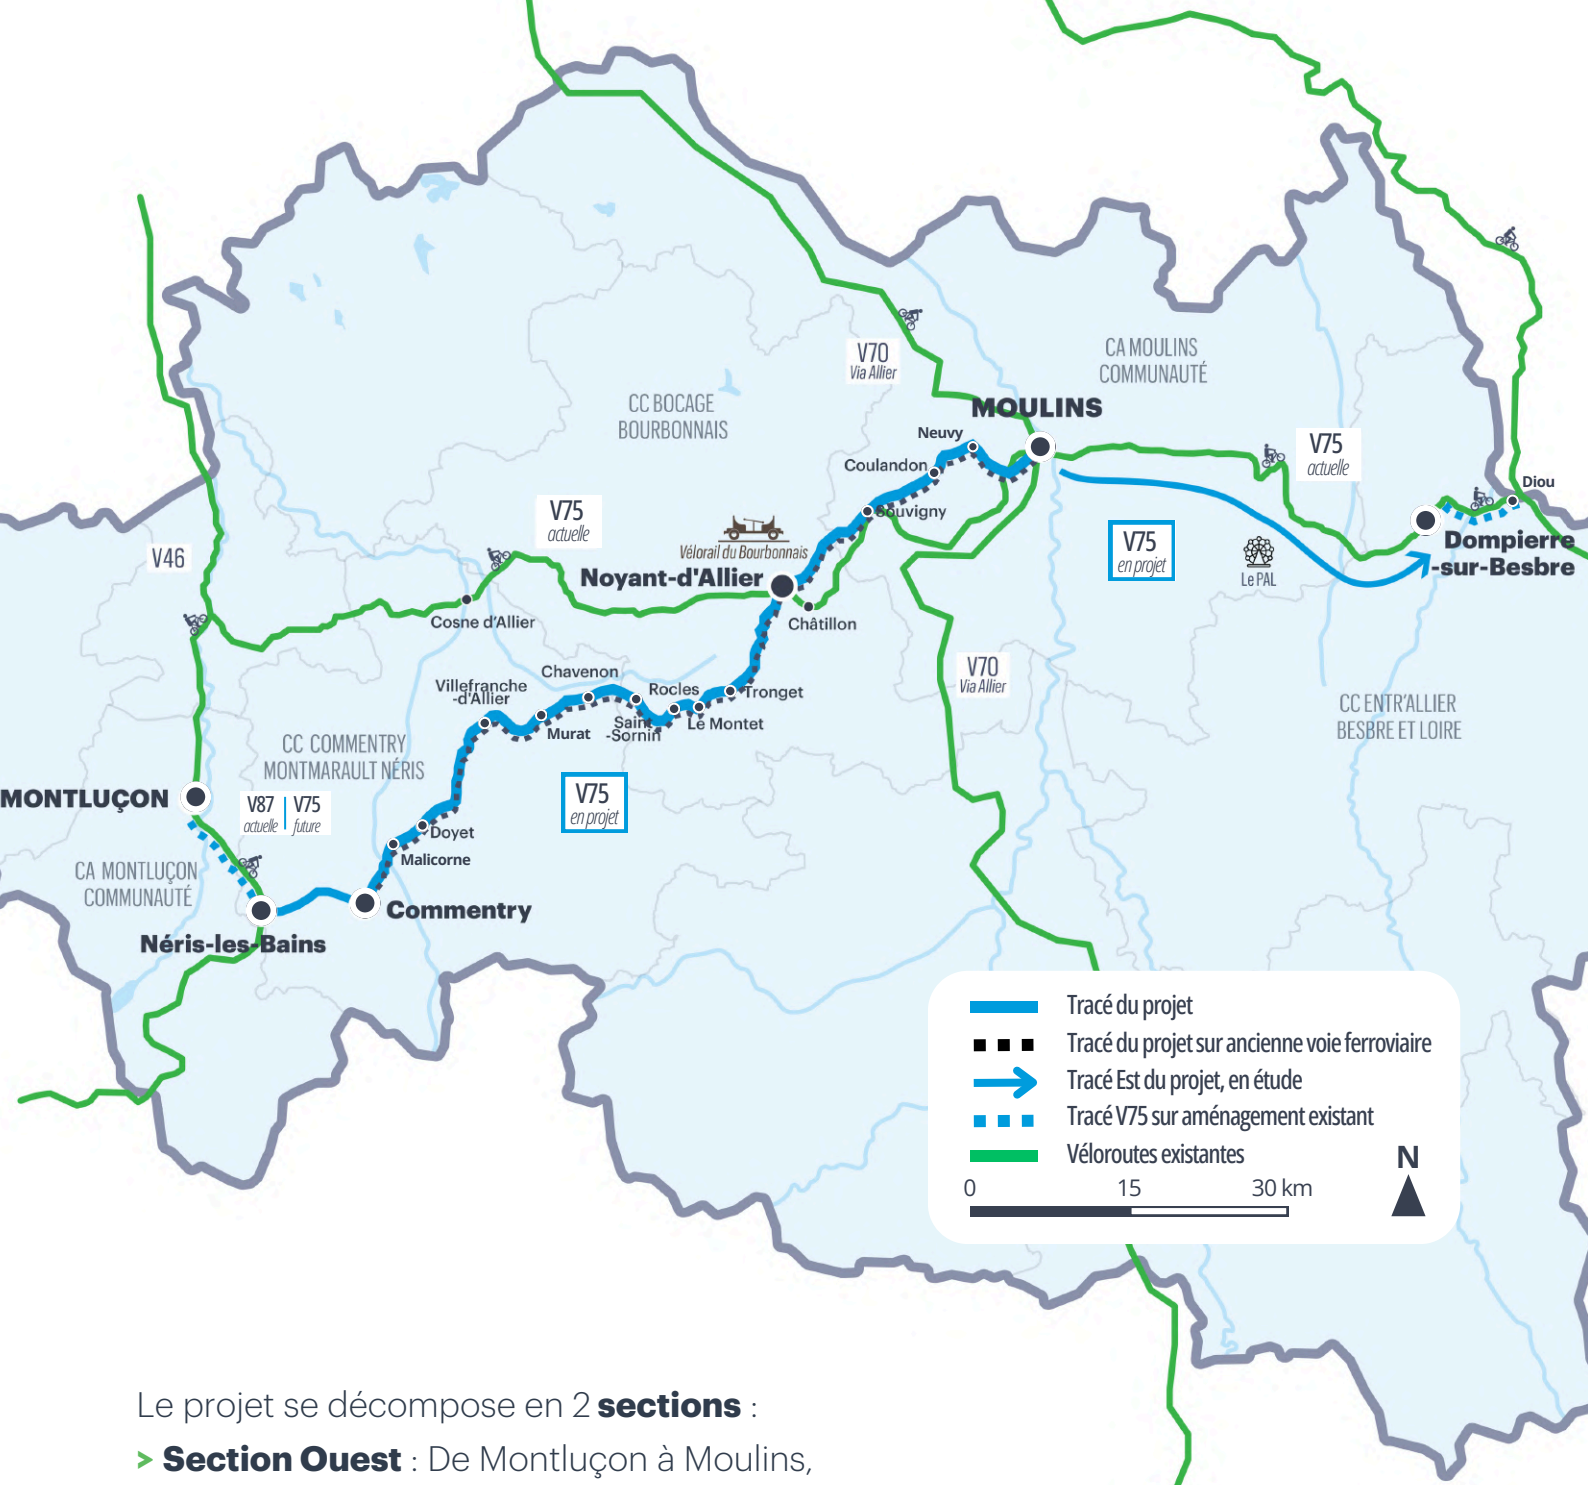 V70
Via Allier
CA MOULINS
COMMUNAUTÉ
CC BOCAGE
BOURBONNAIS
MOULINS
Neuvy
Coulandon
Souvigny
V75
actuelle
Diou
V75
actuelle
Vélorail du Bourbonnais
V75
en projet
Le PAL
Dompierre
-sur-Besbre
V46
Noyant-d'Allier
Cosne d'Allier
Châtillon
Chavenon
Villefranche
-d'Allier
Rocles
Tronget
Murat
Saint
-Sornin
Le Montet
V70
Via Allier
CC ENTR'ALLIER
BESBRE ET LOIRE
CC COMMENTRY
MONTMARAULT NÉRIS
MONTLUÇON
V87
actuelle
V75
future
V75
en projet
Doyet
Malicorne
CA MONTLUÇON
COMMUNAUTÉ
Commentry
Néris-les-Bains
Tracé du projet
Tracé du projet sur ancienne voie ferroviaire
Tracé Est du projet, en étude
Tracé V75 sur aménagement existant
Véloroutes existantes
N
0 15 30 km
Le projet se décompose en 2 sections :
> Section Ouest : De Montluçon à Moulins,